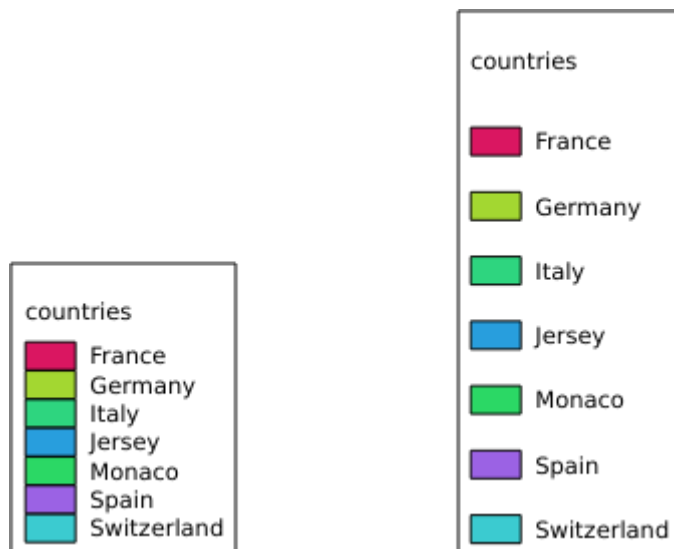 countries
France
Germany
Italy
Jersey
Monaco
Spain
Switzerland
countries
France
Germany
Italy
Jersey
Monaco
Spain
Switzerland